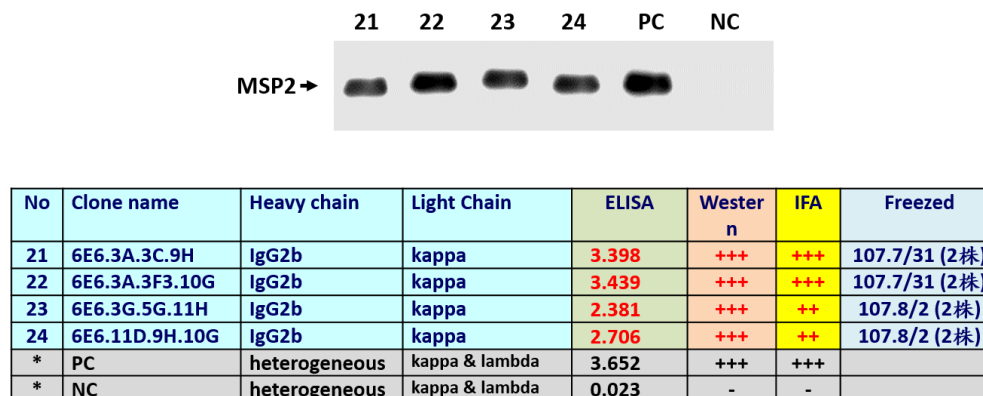 21 22 23 24 PC NC
MSP2
No Clone name Heavy chain Light Chain ELISA Wester
n IFA Freezed
21 6E6.3A.3C.9H IgG2b kappa 3.398 +++ +++ 107.7/31 (2株)
22 6E6.3A.3F3.10G IgG2b kappa 3.439 +++ +++ 107.7/31 (2株)
23 6E6.3G.5G.11H IgG2b kappa 2.381 +++ ++ 107.8/2 (2株)
24 6E6.11D.9H.10G IgG2b kappa 2.706 +++ ++ 107.8/2 (2株)
* PC heterogeneous kappa & lambda 3.652 +++ +++
* NC heterogeneous kappa & lambda 0.023 - -